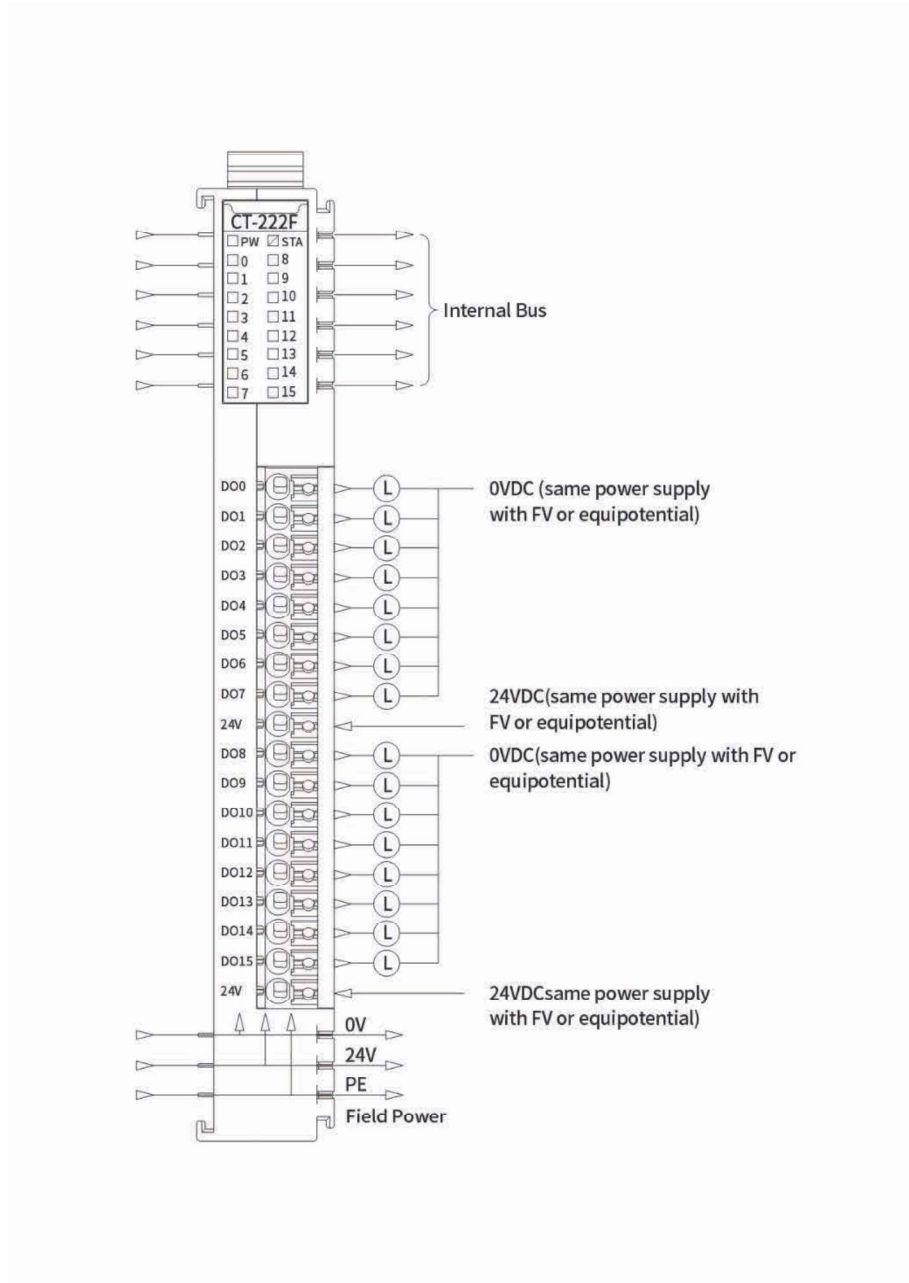 CT-222F
PW STA
0 8
1 9
2 10
3 11
4 12
5 13
6 14
7 15
Internal Bus
DO0 L 0VDC (same power supply
with FV or equipotential)
DO1 L
DO2 L
DO3 L
DO4 L
DO5 L
DO6 L
DO7 L 24VDC(same power supply with
FV or equipotential)
24V
DO8 L 0VDC(same power supply with FV or
equipotential)
DO9 L
DO10 L
DO11 L
DO12 L
DO13 L
DO14 L
DO15 L
24V 24VDCsame power supply
with FV or equipotential)
0V
24V
PE
Field Power